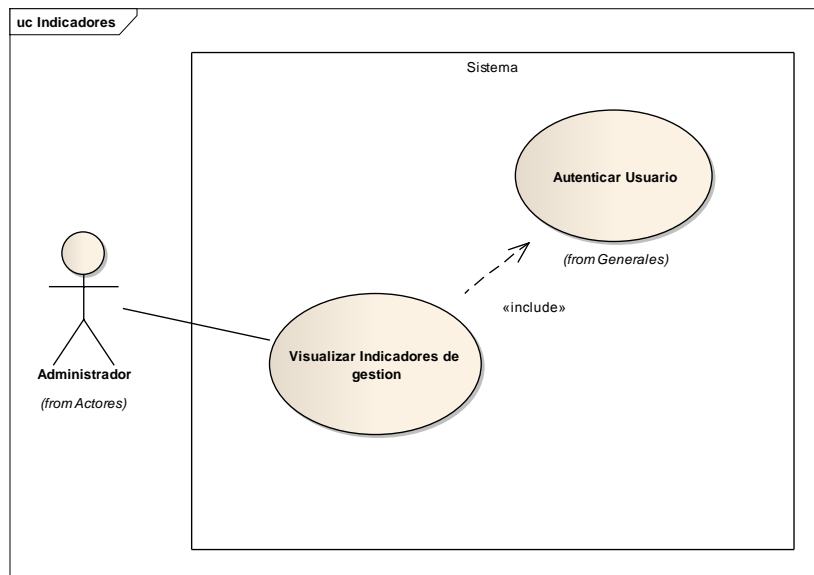 uc Indicadores
Sistema
Autenticar Usuario
(from Generales)
«include»
Visualizar Indicadores de
gestion
Administrador
(from Actores)